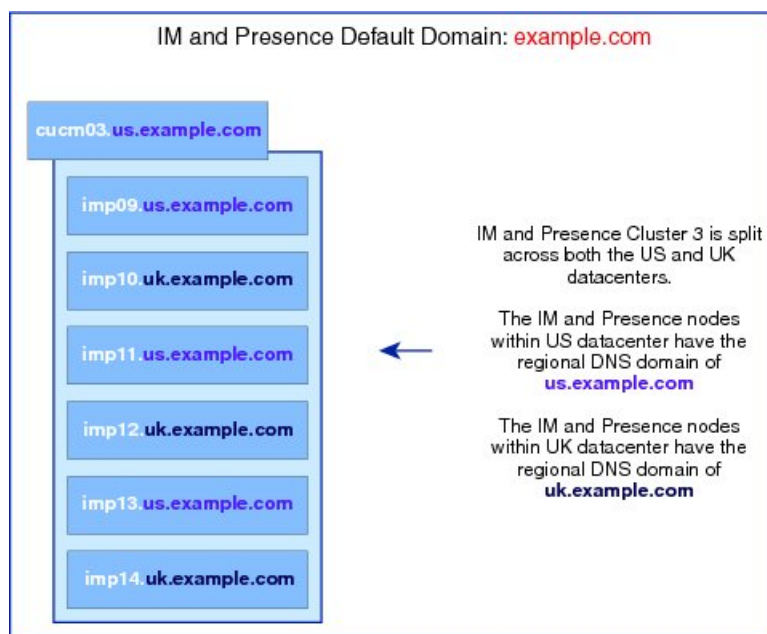 IM and Presence Default Domain: example.com
cucm03.us.example.com
imp09.us.example.com
imp10.uk.example.com
imp11.us.example.com
imp12.uk.example.com
imp13.us.example.com
imp14.uk.example.com
IM and Presence Cluster 3 is split
across both the US and UK
datacenters.
The IM and Presence nodes
within US datacenter have the
regional DNS domain of
us.example.com
The IM and Presence nodes
within UK datacenter have the
regional DNS domain of
uk.example.com